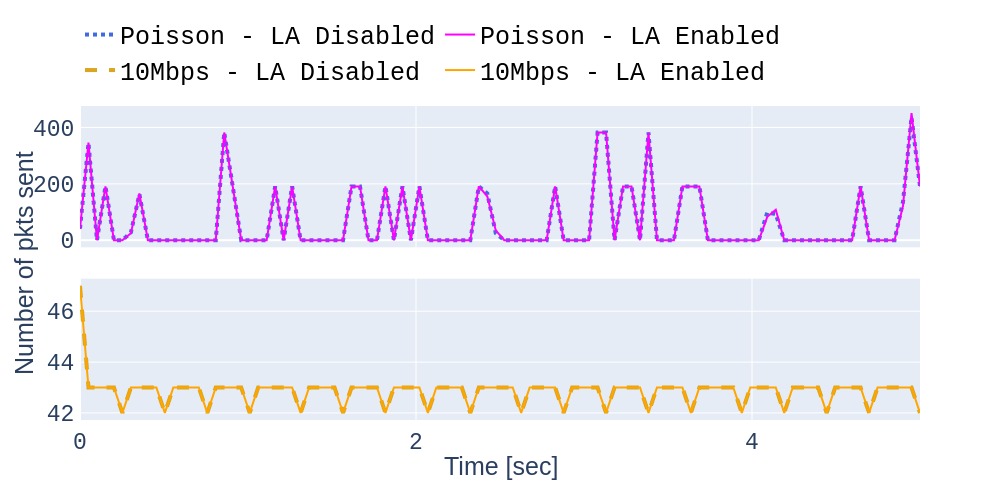 Poisson - LA Disabled
Poisson - LA Enabled
10Mbps - LA Disabled
10Mbps - LA Enabled
Number of pkts sent
400
200
0
46
44
42
0
2
4
Time [sec]